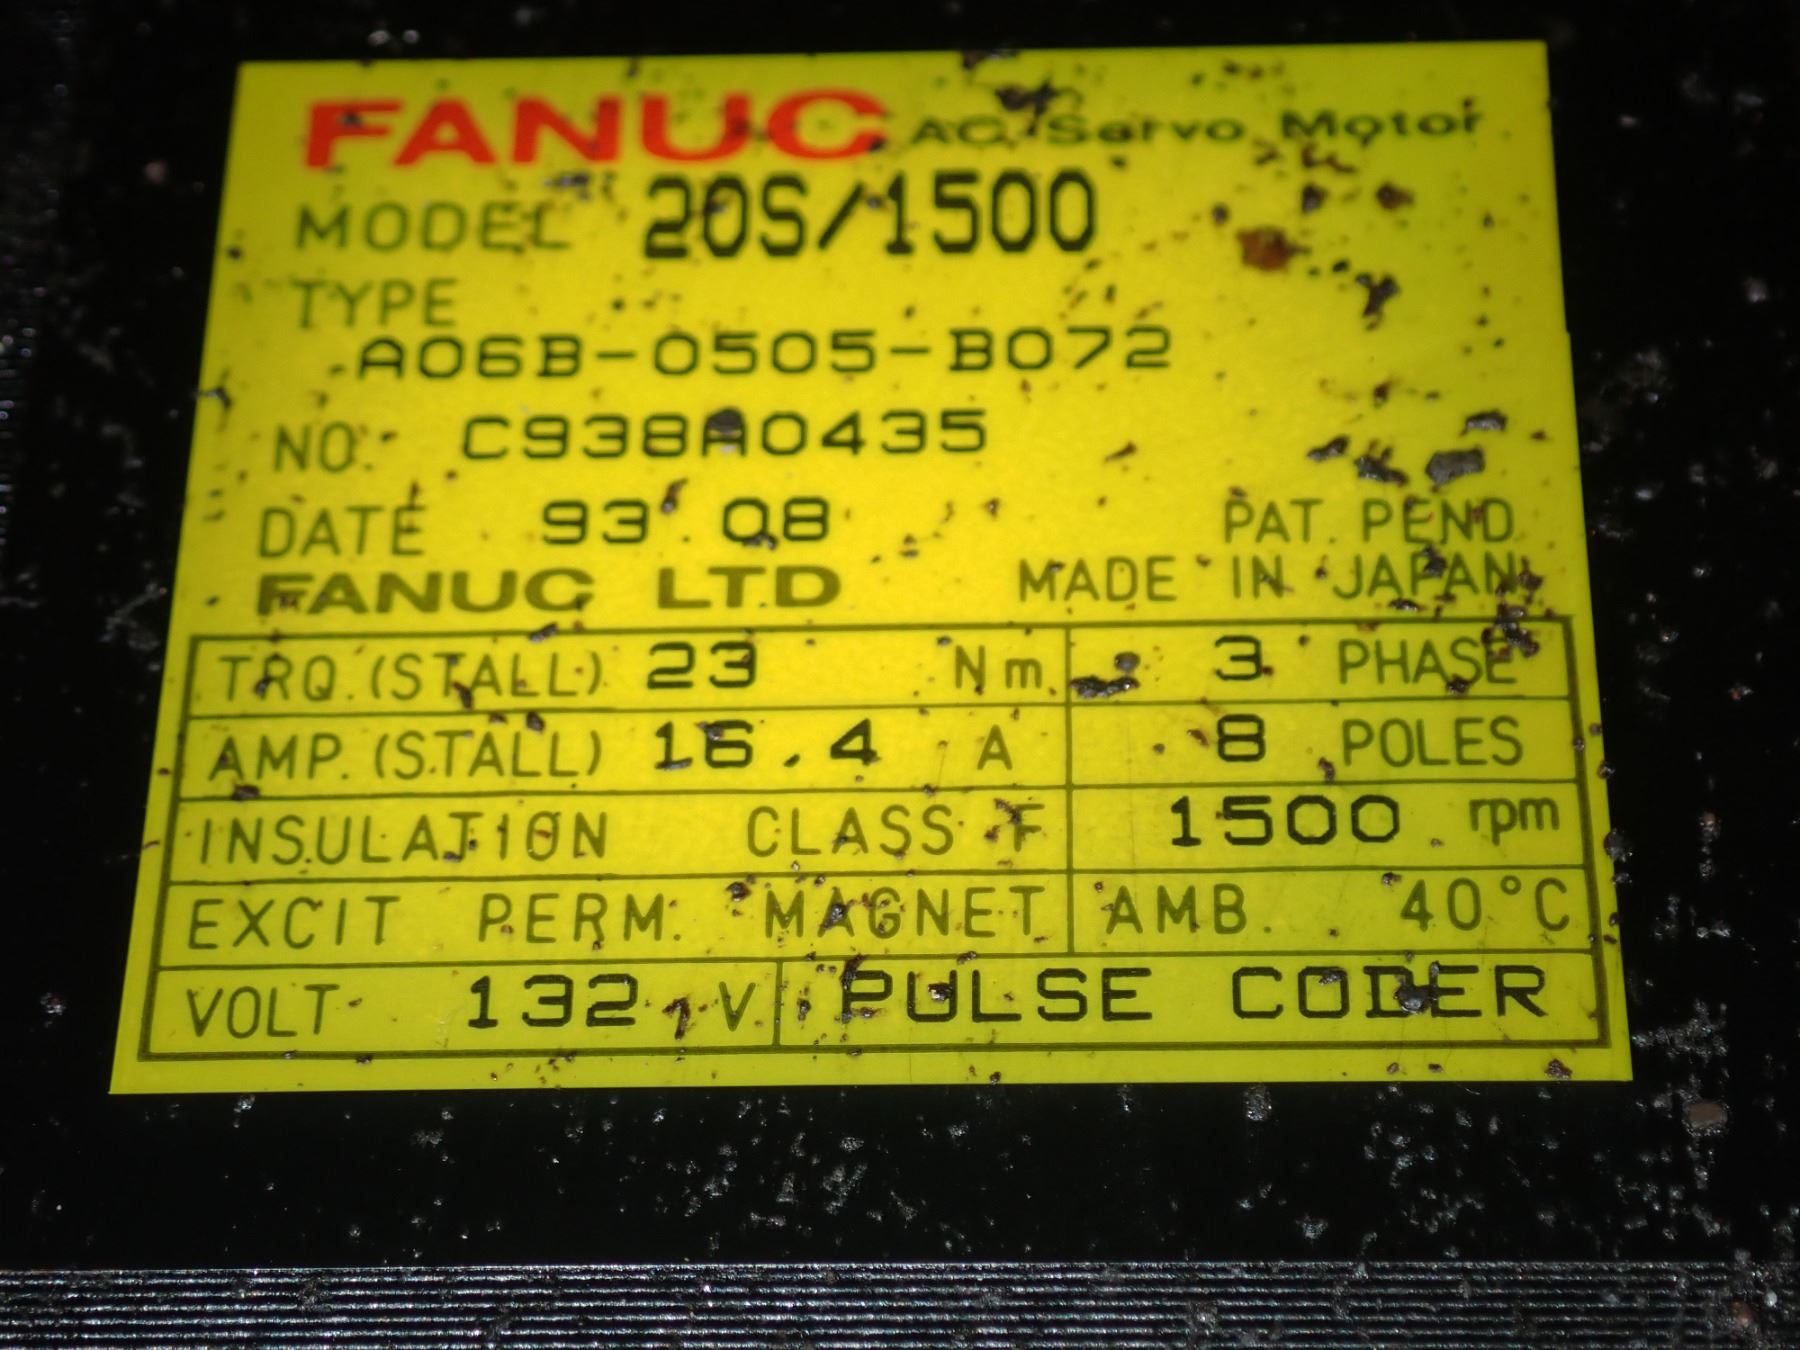 FANUC AC Servo Motor
MODEL 20S/1500
TYPE
A06B-0505-B072
NO. C938A0435
DATE 93.08
PAT. PEND.
FANUC LTD MADE IN JAPAN
TRQ.(STALL) 23 Nm 3 PHASE
AMP.(STALL) 16.4 A 8 POLES
INSULATION CLASS F 1500 rpm
EXCIT PERM. MAGNET AMB. 40°C
VOLT 132 V PULSE CODER